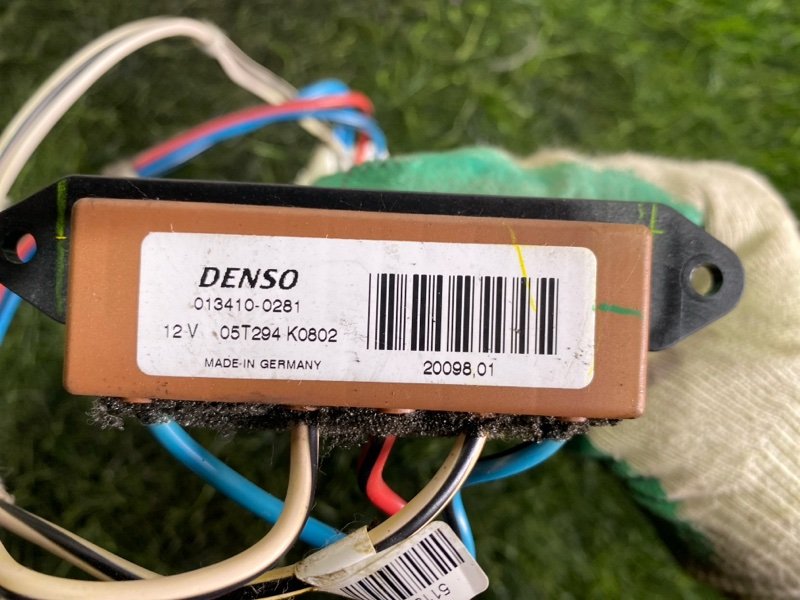 DENSO
013410-0281
12 V 05T294 K0802
MADE-IN GERMANY
20098,01